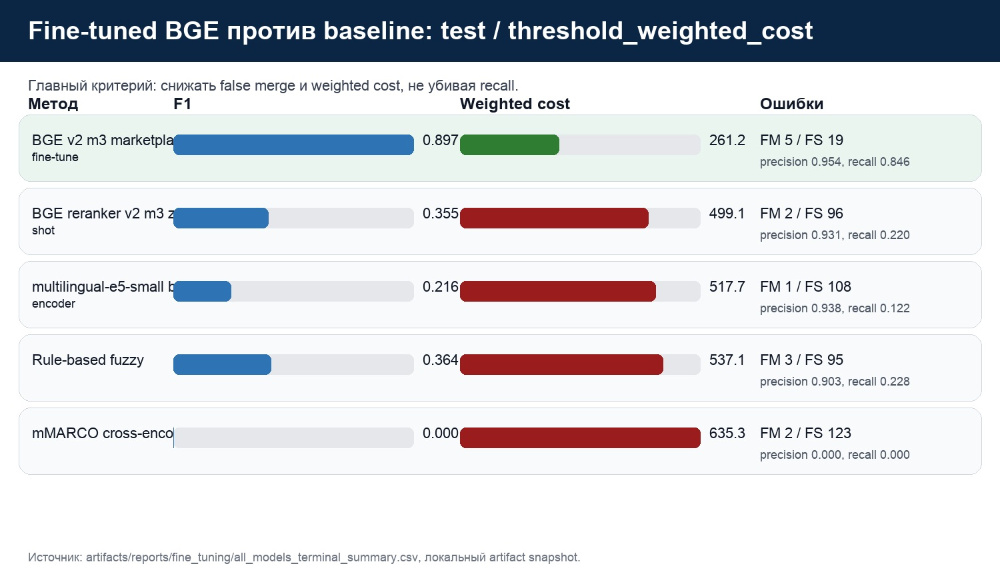 Fine-tuned BGE против baseline: test / threshold_weighted_cost
Главный критерий: снижать false merge и weighted cost, не убивая recall.
Метод F1 Weighted cost Ошибки
BGE v2 m3 marketpla 0.897 261.2 FM 5 / FS 19
fine-tune precision 0.954, recall 0.846
BGE reranker v2 m3 z 0.355 499.1 FM 2 / FS 96
shot precision 0.931, recall 0.220
multilingual-e5-small b 0.216 517.7 FM 1 / FS 108
encoder precision 0.938, recall 0.122
Rule-based fuzzy 0.364 537.1 FM 3 / FS 95
precision 0.903, recall 0.228
mMARCO cross-enco 0.000 635.3 FM 2 / FS 123
precision 0.000, recall 0.000
Источник: artifacts/reports/fine_tuning/all_models_terminal_summary.csv, локальный artifact snapshot.